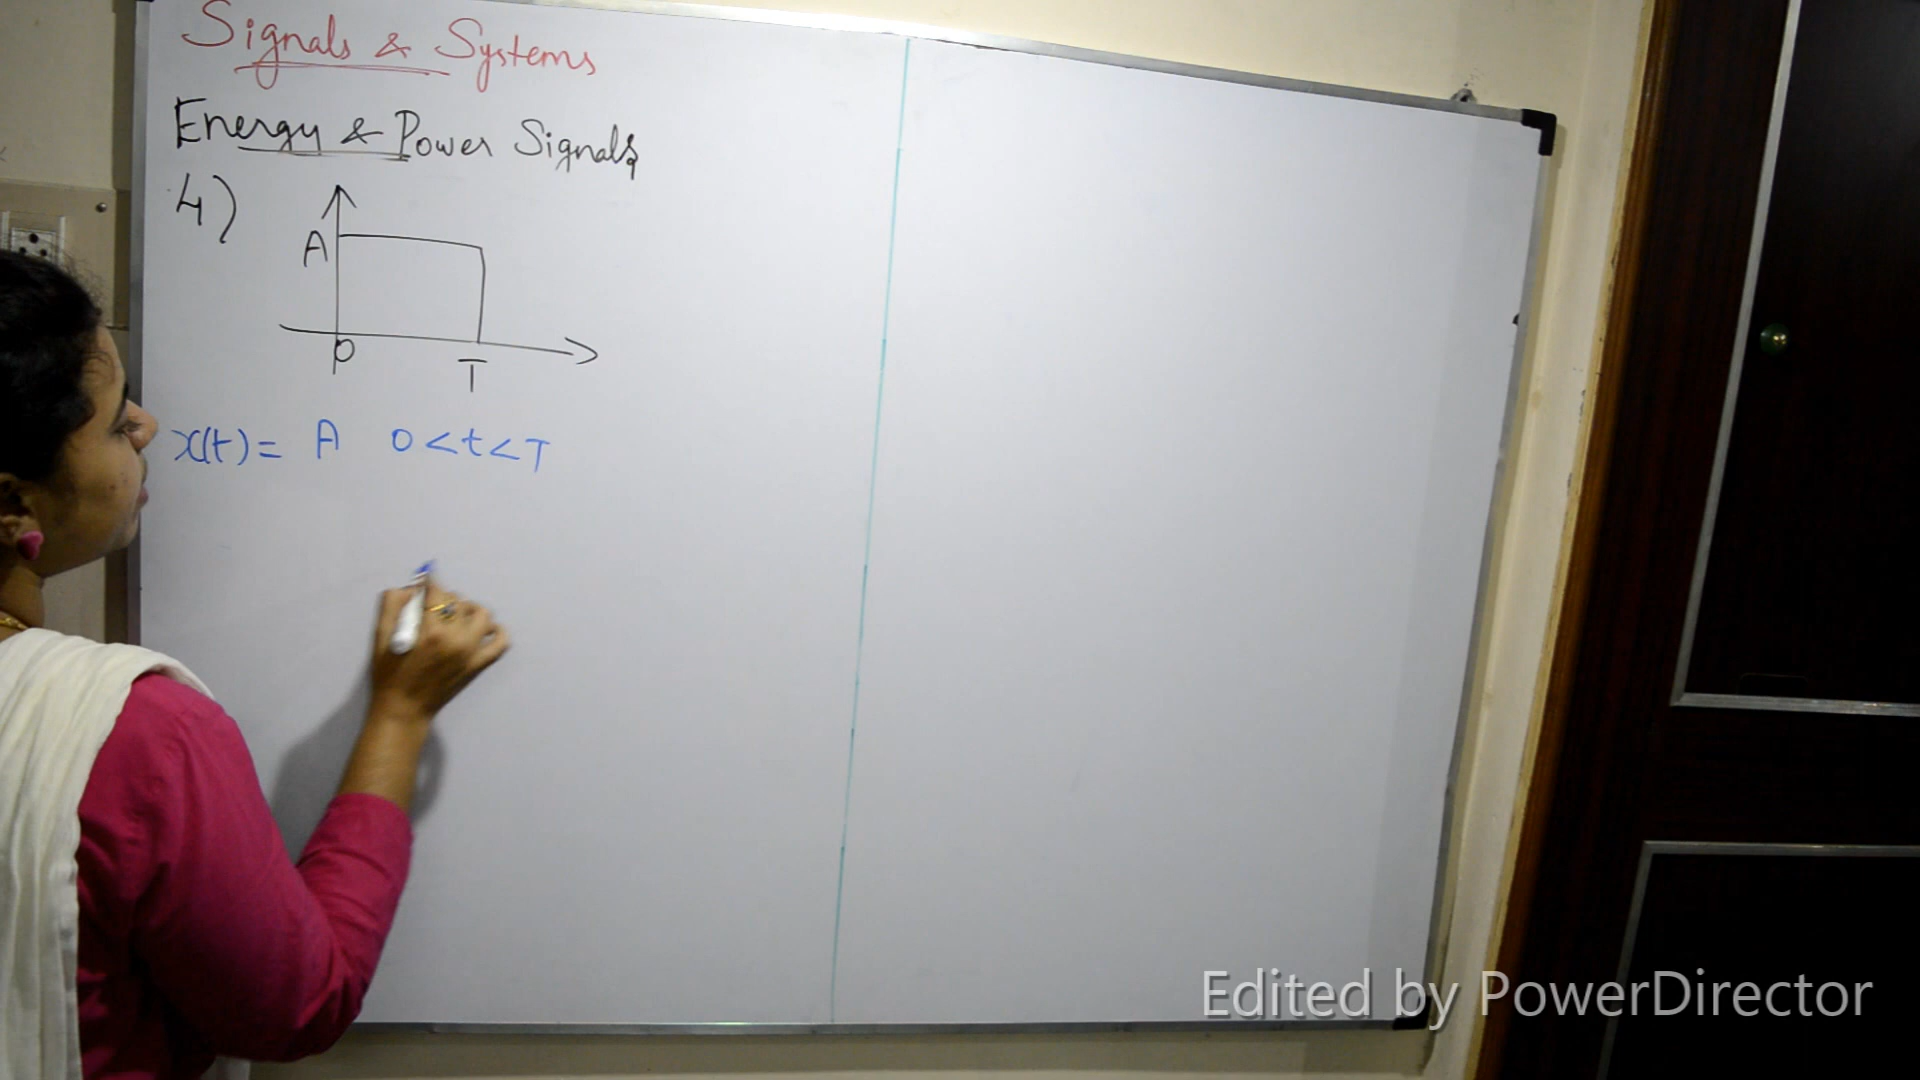 Signals & Systems
Energy & Power Signals
4)
A
0
T
x(t) = A 0 < t < T
Edited by PowerDirector